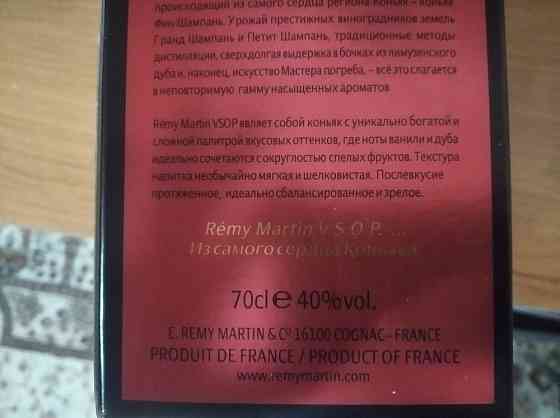 происходящий из самого сердца региона Коньяк – коньяк
Фин Шампань. Урожай престижных виноградников земель
Гранд Шампань и Петит Шампань, традиционные методы
дистилляции, сверхдолгая выдержка в бочках из лимузинского
дуба и, наконец, искусство Мастера погреба, – всё это слагается
в неповторимую гамму насыщенных ароматов
Rémy Martin VSOP являет собой коньяк с уникально богатой и
сложной палитрой вкусовых оттенков, где ноты ванили и дуба
идеально сочетаются с округлостью спелых фруктов. Текстура
напитка необычайно мягкая и шелковистая. Послевкусие
протяженное, идеально сбалансированное и зрелое.
Rémy Martin V.S.O.P. ...
Из самого сердца Коньяка
70cl e 40%vol.
E. REMY MARTIN & Cº 16100 COGNAC – FRANCE
PRODUIT DE FRANCE / PRODUCT OF FRANCE
www.remymartin.com